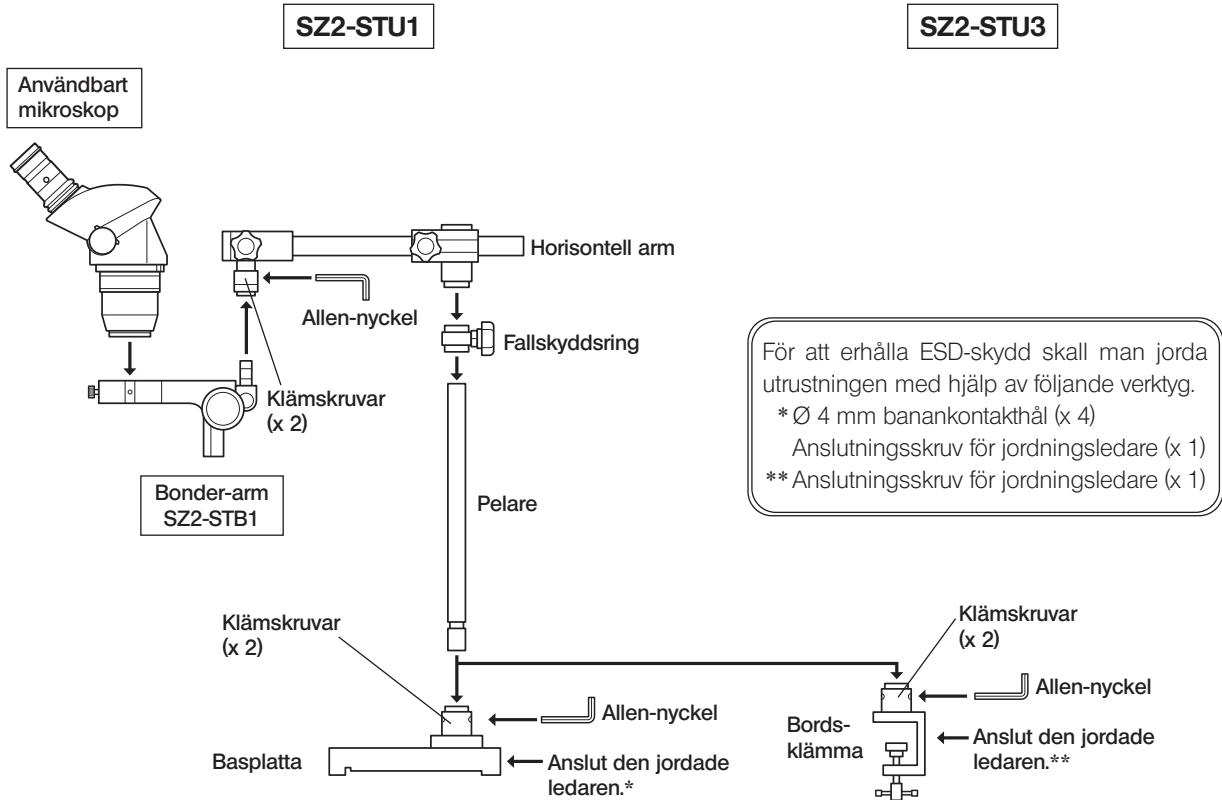 SZ2-STU1
SZ2-STU3
Användbart
mikroskop
Horisontell arm
Allen-nyckel
Fallskyddsring
Klämskruvar
(x 2)
För att erhålla ESD-skydd skall man jorda
utrustningen med hjälp av följande verktyg.
* Ø 4 mm banankontakthål (x 4)
Anslutningsskruv för jordningsledare (x 1)
** Anslutningsskruv för jordningsledare (x 1)
Bonder-arm
SZ2-STB1
Pelare
Klämskruvar
(x 2)
Klämskruvar
(x 2)
Allen-nyckel
Allen-nyckel
Basplatta
Anslut den jordade
ledaren.*
Bords-
klämma
Anslut den jordade
ledaren.**